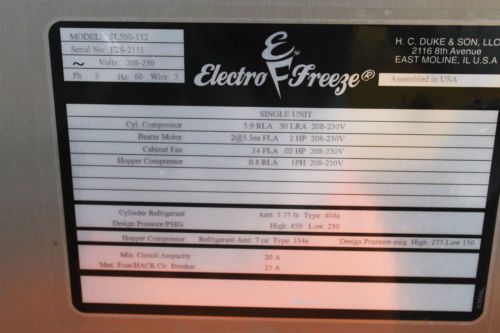 MODEL: SL500-132
Serial No: E2S-2151
~ Volts 208-230
Ph 3 Hz 60 Wire 3
Electro Freeze®
H. C. DUKE & SON, LLC
2116 8th Avenue
EAST MOLINE, IL U.S.A
Assembled in USA
SINGLE UNIT
Cyl. Compressor 5.9 RLA 50 LRA 208-230V
Beater Motor 2@5.3ea FLA 2 HP 208-230V
Cabinet Fan .14 FLA .02 HP 208-230V
Hopper Compressor 0.8 RLA 1PH 208-230V
Cylinder Refrigerant Amt: 3.75 lb Type: 404a
Design Pressure PSIG: High: 450 Low: 250
Hopper Compressor Refrigerant Amt: 7 oz Type: 134a Design Pressure-psig High: 275 Low 150
Min. Circuit Ampacity 20 A
Max. Fuse/HACR Cir. Breaker 25 A